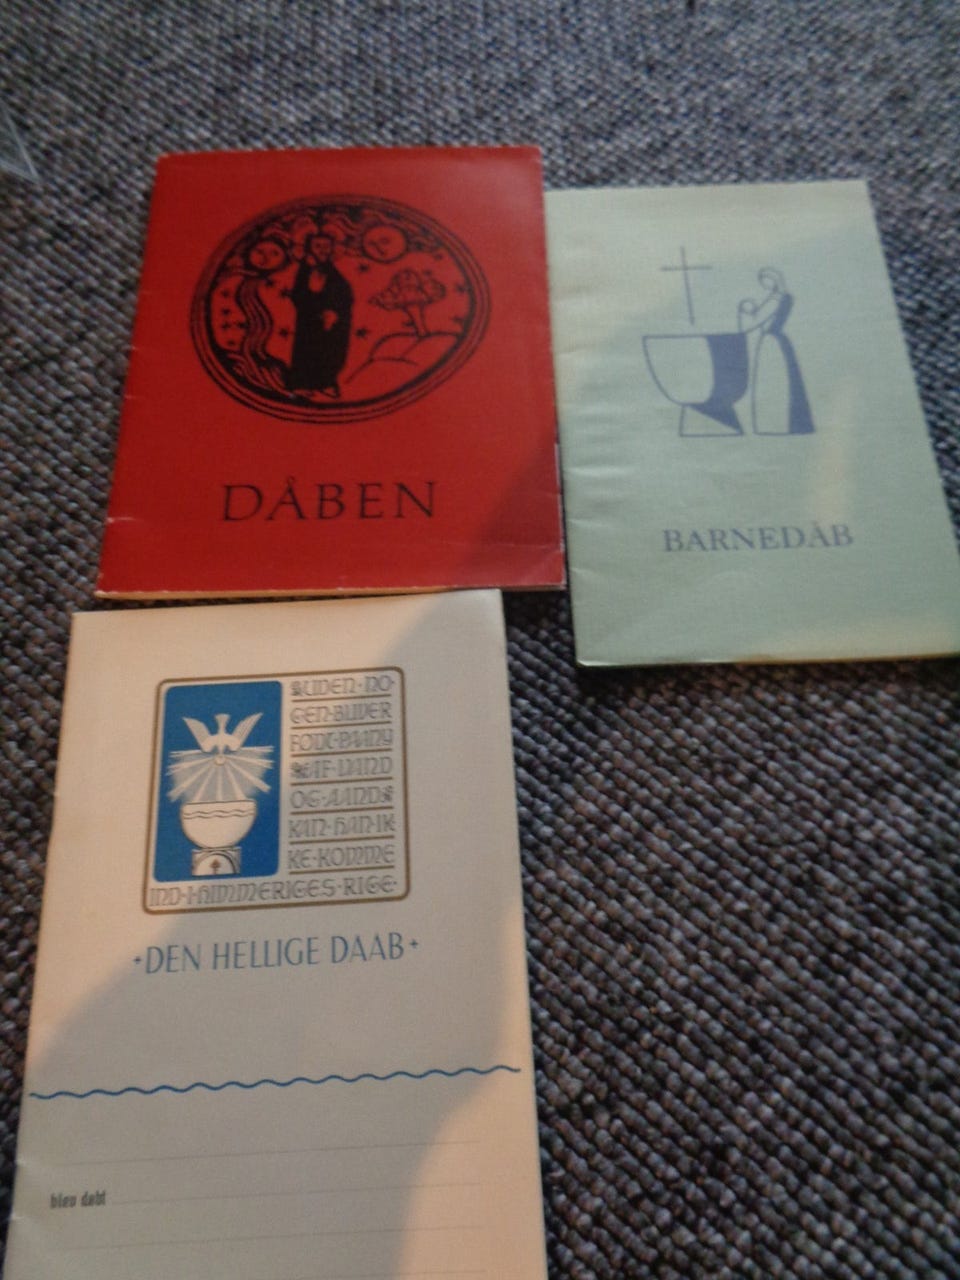 DÅBEN
BARNEDÅB
UDEN·NO-
GEN·BLIVER
FØDT·PAANY
AF·VAND
OG·AAND
KAN·HAN·IK-
KE·KOMME
IND·I·HIMMERIGES·RIGE·
DEN HELLIGE DAAB
blev døbt